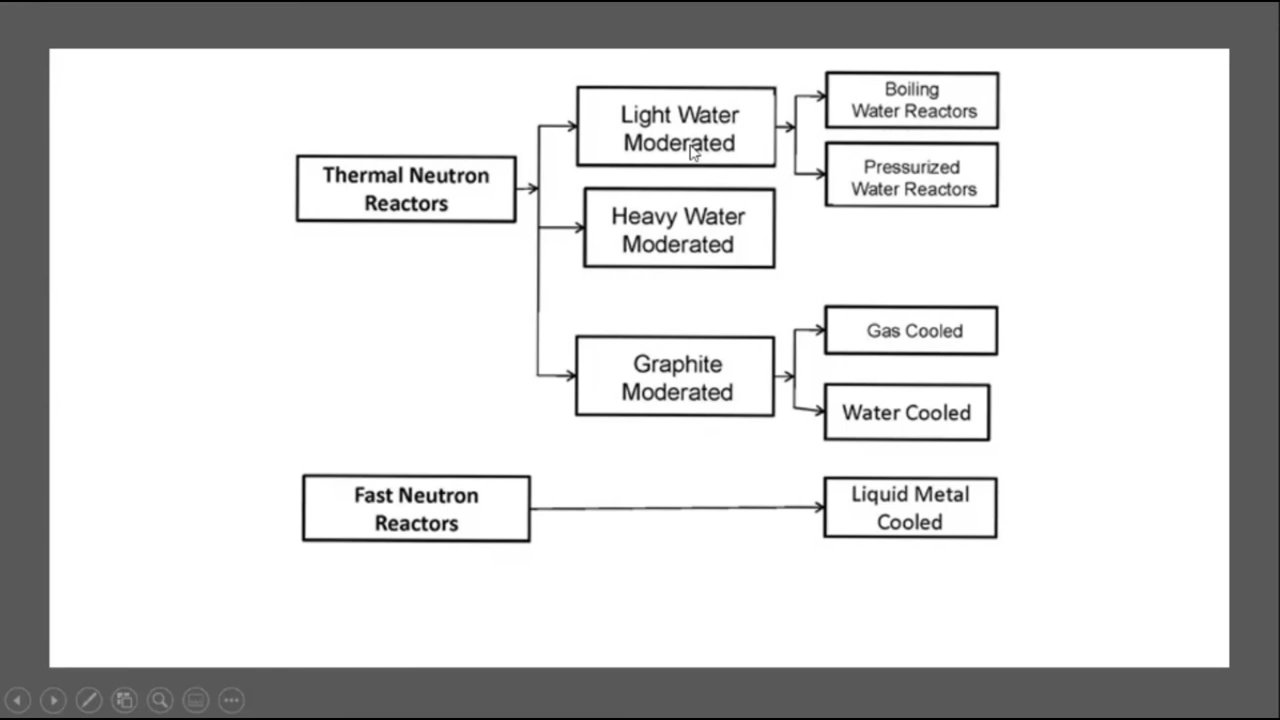 Thermal Neutron
Reactors
Light Water
Moderated
Boiling
Water Reactors
Pressurized
Water Reactors
Heavy Water
Moderated
Graphite
Moderated
Gas Cooled
Water Cooled
Fast Neutron
Reactors
Liquid Metal
Cooled